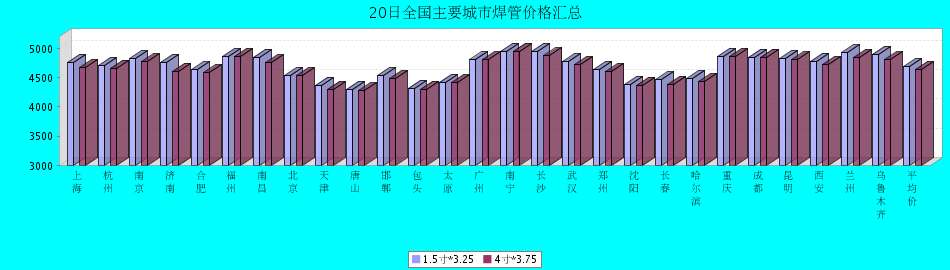 20日全国主要城市焊管价格汇总
5000
4500
4000
3500
3000
上海
杭州
南京
济南
合肥
福州
南昌
北京
天津
唐山
邯郸
包头
太原
广州
南宁
长沙
武汉
郑州
沈阳
长春
哈尔滨
重庆
成都
昆明
西安
兰州
乌鲁木齐
平均价
1.5寸*3.25 4寸*3.75